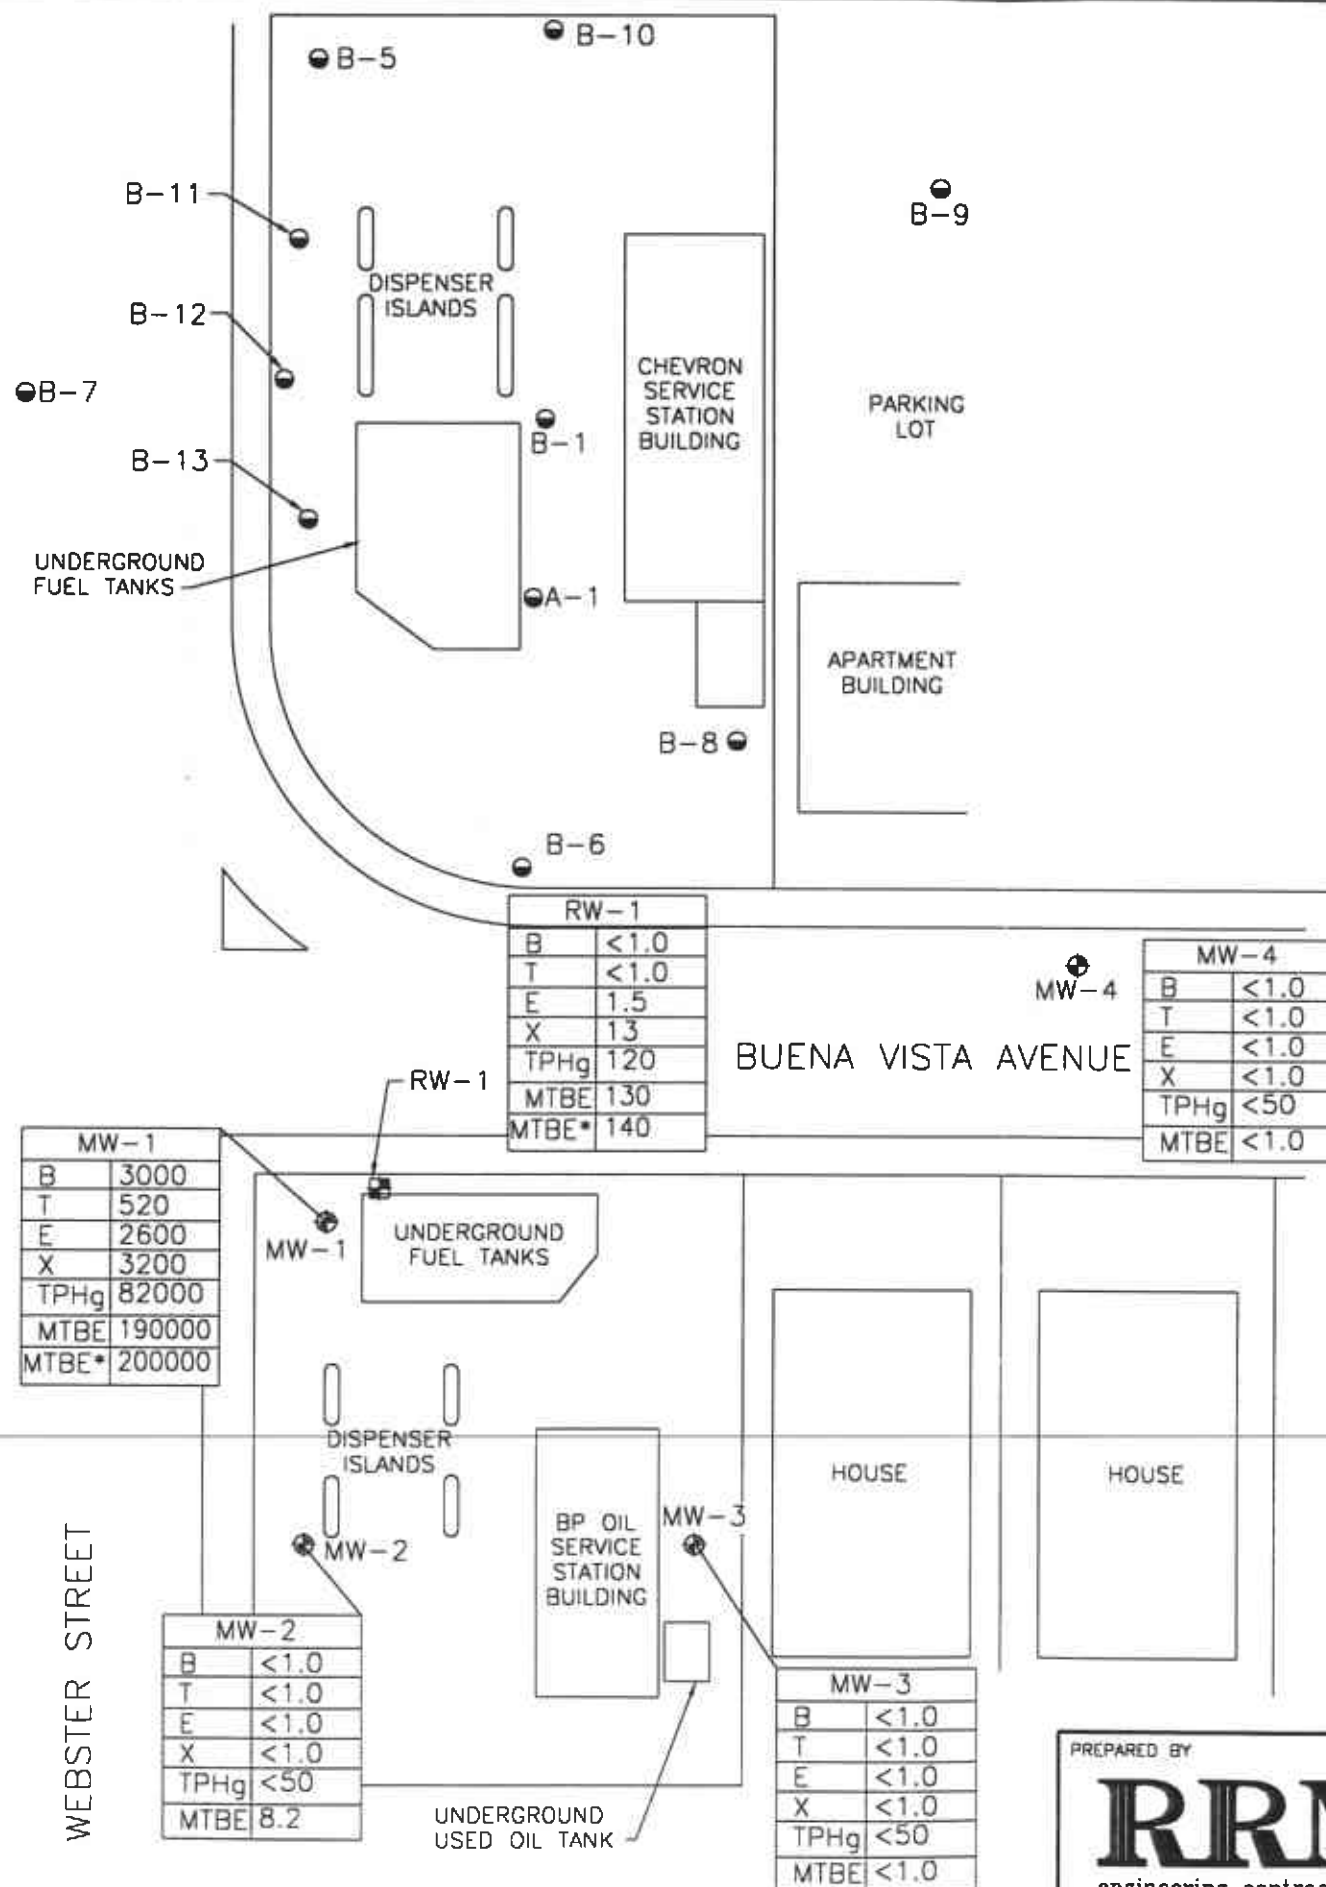 B-10
B-5
B-11
B-9
DISPENSER
ISLANDS
B-12
CHEVRON
SERVICE
STATION
BUILDING
B-7
PARKING
LOT
B-1
B-13
UNDERGROUND
FUEL TANKS
A-1
APARTMENT
BUILDING
B-8
B-6
RW-1
B <1.0
T <1.0
E 1.5
X 13
TPHg 120
MTBE 130
MTBE* 140
MW-4
MW-4
B <1.0
T <1.0
E <1.0
X <1.0
TPHg <50
MTBE <1.0
BUENA VISTA AVENUE
RW-1
MW-1
B 3000
T 520
E 2600
X 3200
TPHg 82000
MTBE 190000
MTBE* 200000
MW-1
UNDERGROUND
FUEL TANKS
DISPENSER
ISLANDS
HOUSE
HOUSE
BP OIL
SERVICE
STATION
BUILDING
MW-3
MW-2
WEBSTER STREET
MW-2
B <1.0
T <1.0
E <1.0
X <1.0
TPHg <50
MTBE 8.2
MW-3
B <1.0
T <1.0
E <1.0
X <1.0
TPHg <50
MTBE <1.0
UNDERGROUND
USED OIL TANK
PREPARED BY
RRM